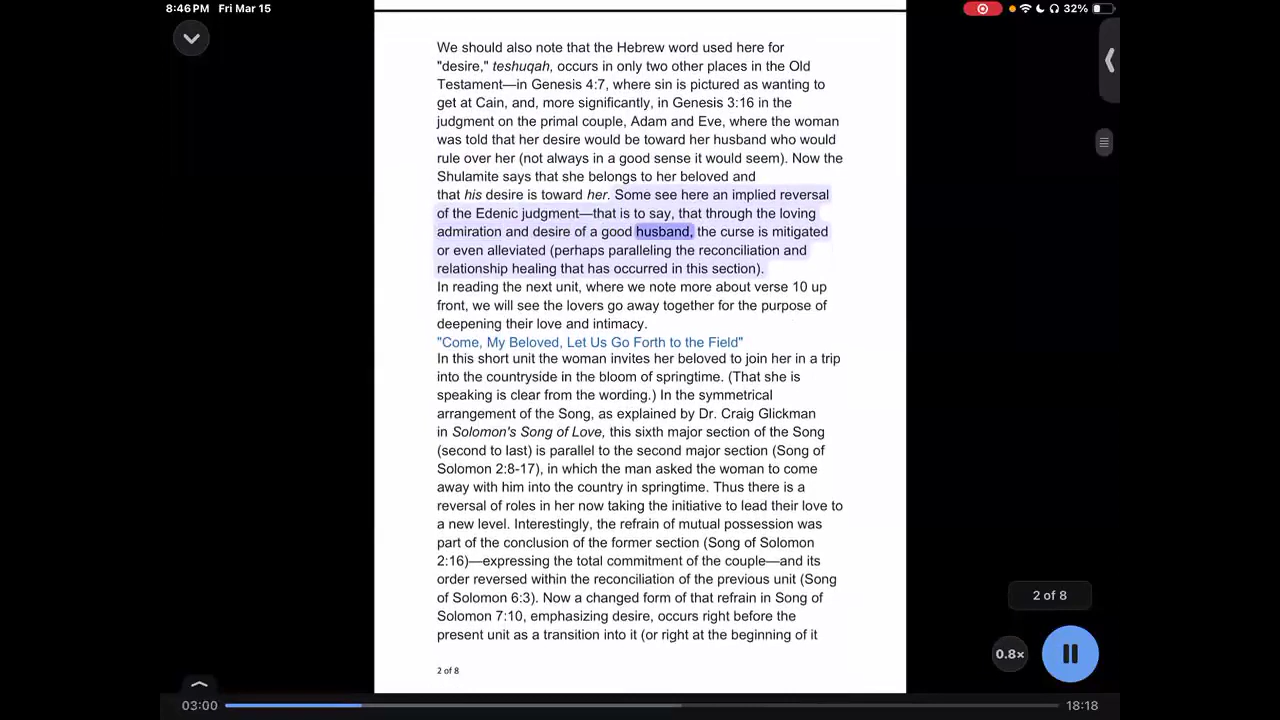 8:46 PM Fri Mar 15
32%
We should also note that the Hebrew word used here for
"desire," teshuqah, occurs in only two other places in the Old
Testament—in Genesis 4:7, where sin is pictured as wanting to
get at Cain, and, more significantly, in Genesis 3:16 in the
judgment on the primal couple, Adam and Eve, where the woman
was told that her desire would be toward her husband who would
rule over her (not always in a good sense it would seem). Now the
Shulamite says that she belongs to her beloved and
that his desire is toward her. Some see here an implied reversal
of the Edenic judgment—that is to say, that through the loving
admiration and desire of a good husband, the curse is mitigated
or even alleviated (perhaps paralleling the reconciliation and
relationship healing that has occurred in this section).
In reading the next unit, where we note more about verse 10 up
front, we will see the lovers go away together for the purpose of
deepening their love and intimacy.
"Come, My Beloved, Let Us Go Forth to the Field"
In this short unit the woman invites her beloved to join her in a trip
into the countryside in the bloom of springtime. (That she is
speaking is clear from the wording.) In the symmetrical
arrangement of the Song, as explained by Dr. Craig Glickman
in Solomon's Song of Love, this sixth major section of the Song
(second to last) is parallel to the second major section (Song of
Solomon 2:8-17), in which the man asked the woman to come
away with him into the country in springtime. Thus there is a
reversal of roles in her now taking the initiative to lead their love to
a new level. Interestingly, the refrain of mutual possession was
part of the conclusion of the former section (Song of Solomon
2:16)—expressing the total commitment of the couple—and its
order reversed within the reconciliation of the previous unit (Song
of Solomon 6:3). Now a changed form of that refrain in Song of
Solomon 7:10, emphasizing desire, occurs right before the
present unit as a transition into it (or right at the beginning of it
2 of 8
2 of 8
0.8×
03:00
18:18